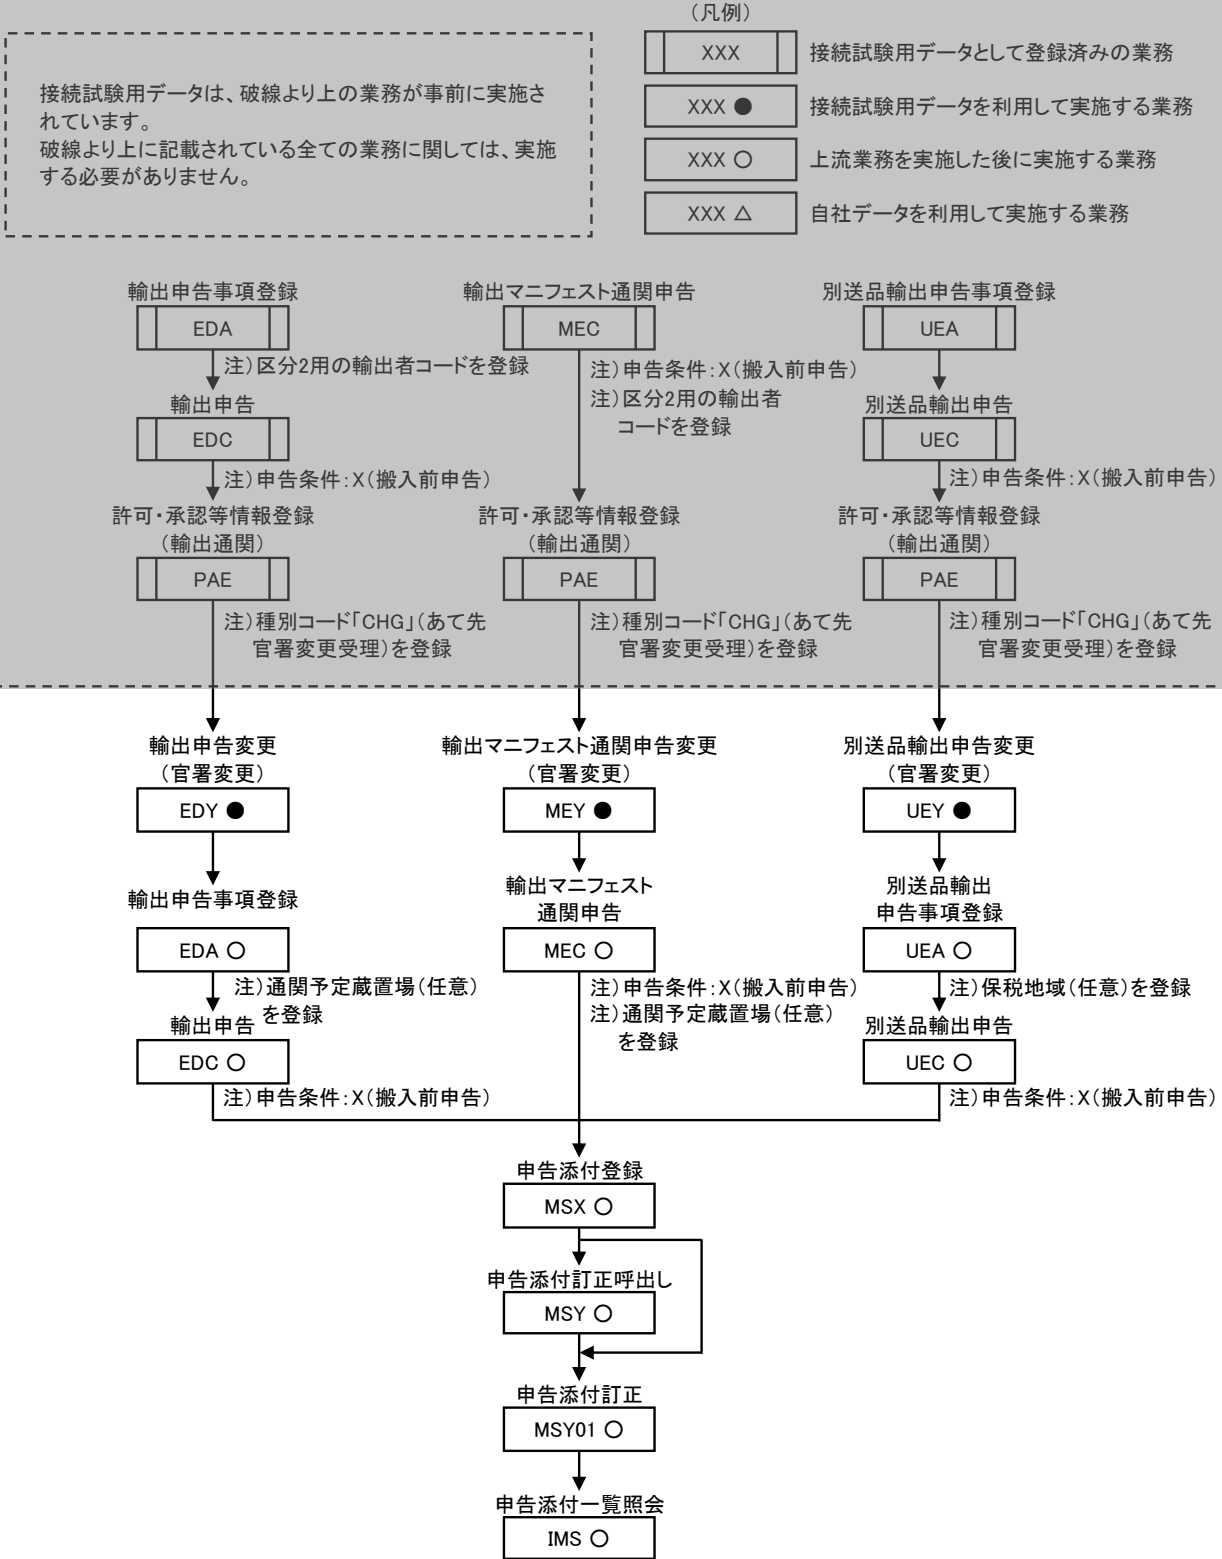 （凡例）
XXX
接続試験用データとして登録済みの業務
XXX ●
接続試験用データを利用して実施する業務
XXX ○
上流業務を実施した後に実施する業務
XXX △
自社データを利用して実施する業務
接続試験用データは、破線より上の業務が事前に実施さ
れています。
破線より上に記載されている全ての業務に関しては、実施
する必要がありません。
輸出申告事項登録
EDA
注）区分2用の輸出者コードを登録
輸出申告
EDC
注）申告条件：X（搬入前申告）
許可・承認等情報登録
（輸出通関）
PAE
注）種別コード「CHG」（あて先
官署変更受理）を登録
輸出マニフェスト通関申告
MEC
注）申告条件：X（搬入前申告）
注）区分2用の輸出者
コードを登録
許可・承認等情報登録
（輸出通関）
PAE
注）種別コード「CHG」（あて先
官署変更受理）を登録
別送品輸出申告事項登録
UEA
別送品輸出申告
UEC
注）申告条件：X（搬入前申告）
許可・承認等情報登録
（輸出通関）
PAE
注）種別コード「CHG」（あて先
官署変更受理）を登録
輸出申告変更
（官署変更）
EDY ●
輸出申告事項登録
EDA ○
注）通関予定蔵置場（任意）
を登録
輸出申告
EDC ○
注）申告条件：X（搬入前申告）
輸出マニフェスト通関申告変更
（官署変更）
MEY ●
輸出マニフェスト
通関申告
MEC ○
注）申告条件：X（搬入前申告）
注）通関予定蔵置場（任意）
を登録
別送品輸出申告変更
（官署変更）
UEY ●
別送品輸出
申告事項登録
UEA ○
注）保税地域（任意）を登録
別送品輸出申告
UEC ○
注）申告条件：X（搬入前申告）
申告添付登録
MSX ○
申告添付訂正呼出し
MSY ○
申告添付訂正
MSY01 ○
申告添付一覧照会
IMS ○